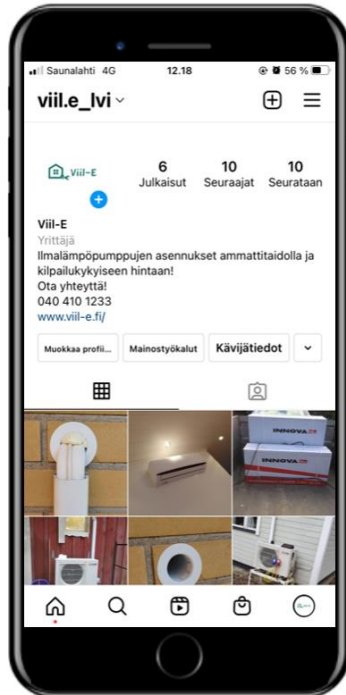 Saunalahti 4G 12.18 56 %
viil.e_lvi
Viil-E
6 10 10
Julkaisut Seuraajat Seurataan
Viil-E
Yrittäjä
Ilmalämpöpumppujen asennukset ammattitaidolla ja
kilpailukykyiseen hintaan!
Ota yhteyttä!
040 410 1233
www.viil-e.fi/
Muokkaa profii... Mainostyökalut Kävijätiedot
INNOVA
INNOVA